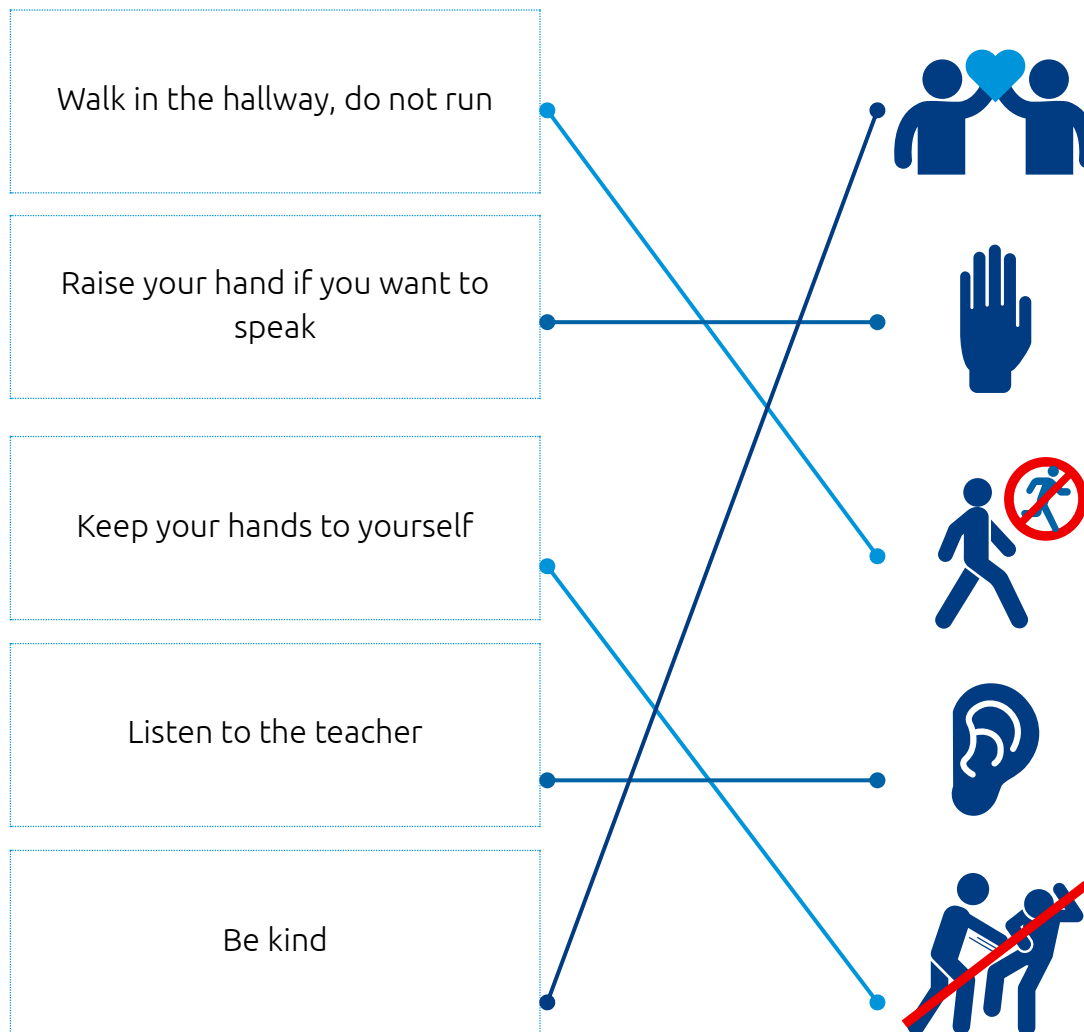 Walk in the hallway, do not run
Raise your hand if you want to
speak
Keep your hands to yourself
Listen to the teacher
Be kind